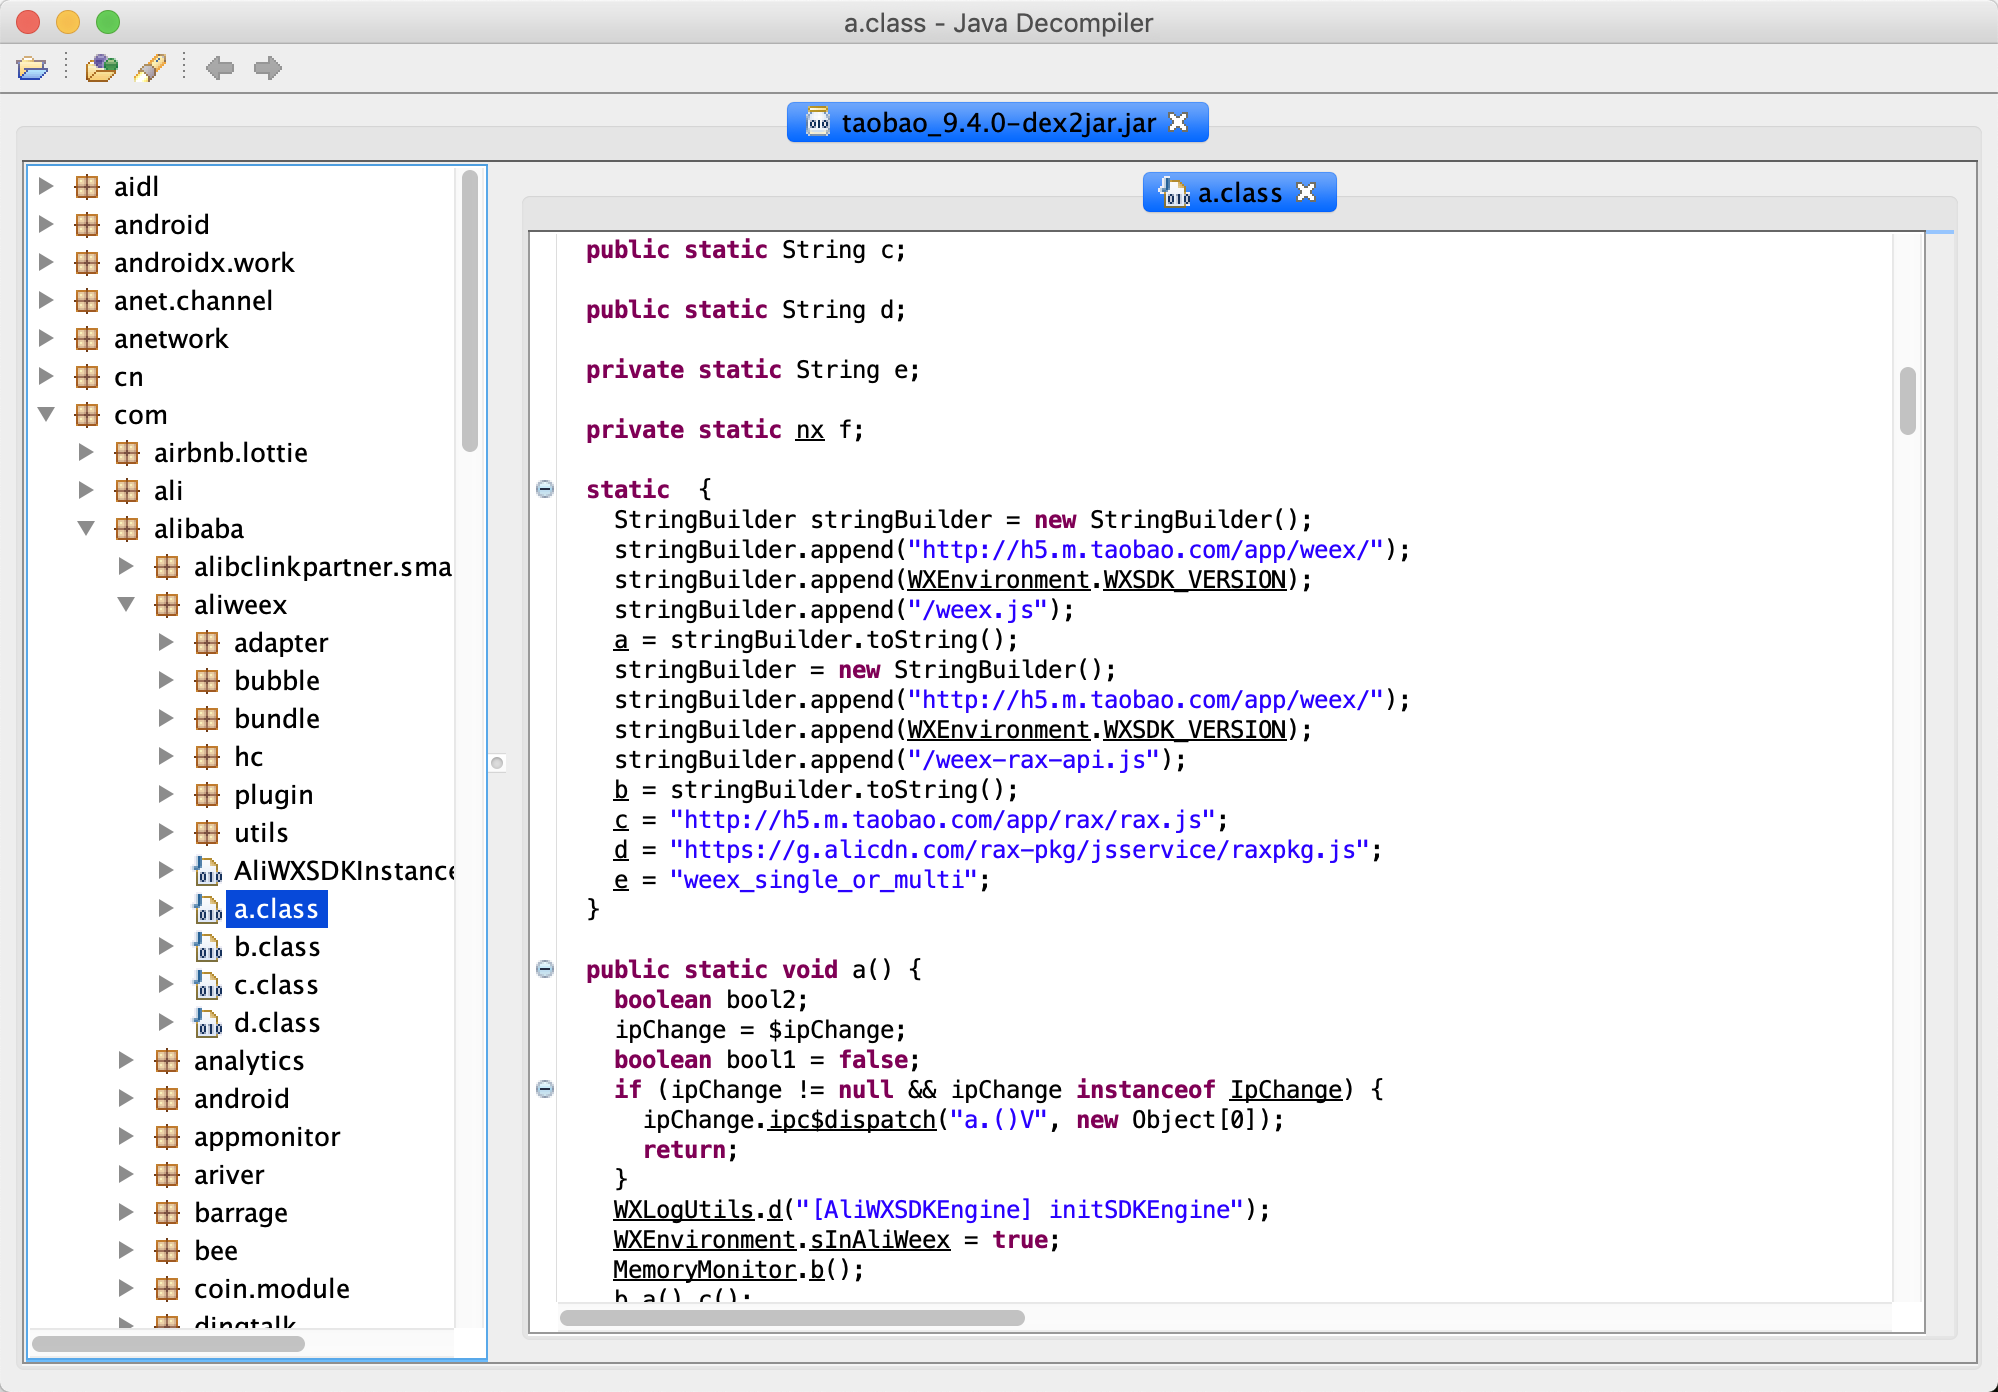 a.class - Java Decompiler
taobao_9.4.0-dex2jar.jar
aidl
android
androidx.work
anet.channel
anetwork
cn
com
airbnb.lottie
ali
alibaba
alibclinkpartner.sma
aliweex
adapter
bubble
bundle
hc
plugin
utils
AliWXSDKInstance
a.class
b.class
c.class
d.class
analytics
android
appmonitor
ariver
barrage
bee
coin.module
dingtalk
a.class
public static String c;
public static String d;
private static String e;
private static nx f;
static  {
StringBuilder stringBuilder = new StringBuilder();
stringBuilder.append("http://h5.m.taobao.com/app/weex/");
stringBuilder.append(WXEnvironment.WXSDK_VERSION);
stringBuilder.append("/weex.js");
a = stringBuilder.toString();
stringBuilder = new StringBuilder();
stringBuilder.append("http://h5.m.taobao.com/app/weex/");
stringBuilder.append(WXEnvironment.WXSDK_VERSION);
stringBuilder.append("/weex-rax-api.js");
b = stringBuilder.toString();
c = "http://h5.m.taobao.com/app/rax/rax.js";
d = "https://g.alicdn.com/rax-pkg/jsservice/raxpkg.js";
e = "weex_single_or_multi";
}
public static void a() {
boolean bool2;
ipChange = $ipChange;
boolean bool1 = false;
if (ipChange != null && ipChange instanceof IpChange) {
ipChange.ipc$dispatch("a.()V", new Object[0]);
return;
}
WXLogUtils.d("[AliWXSDKEngine] initSDKEngine");
WXEnvironment.sInAliWeex = true;
MemoryMonitor.b();
b.a().c();